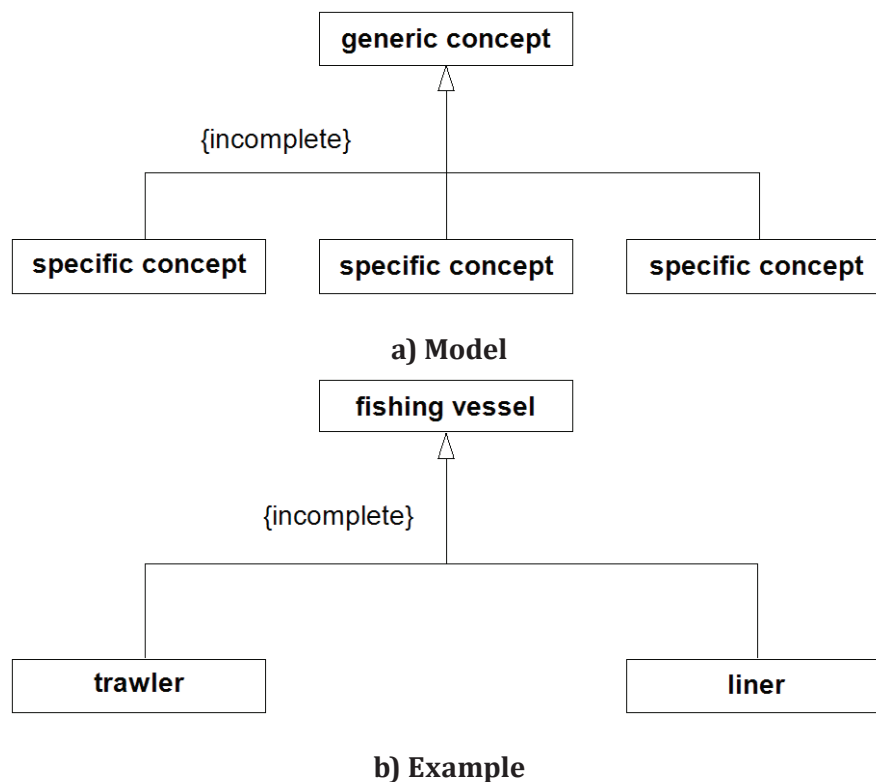 generic concept
{incomplete}
specific concept specific concept specific concept
a) Model
fishing vessel
{incomplete}
trawler liner
b) Example